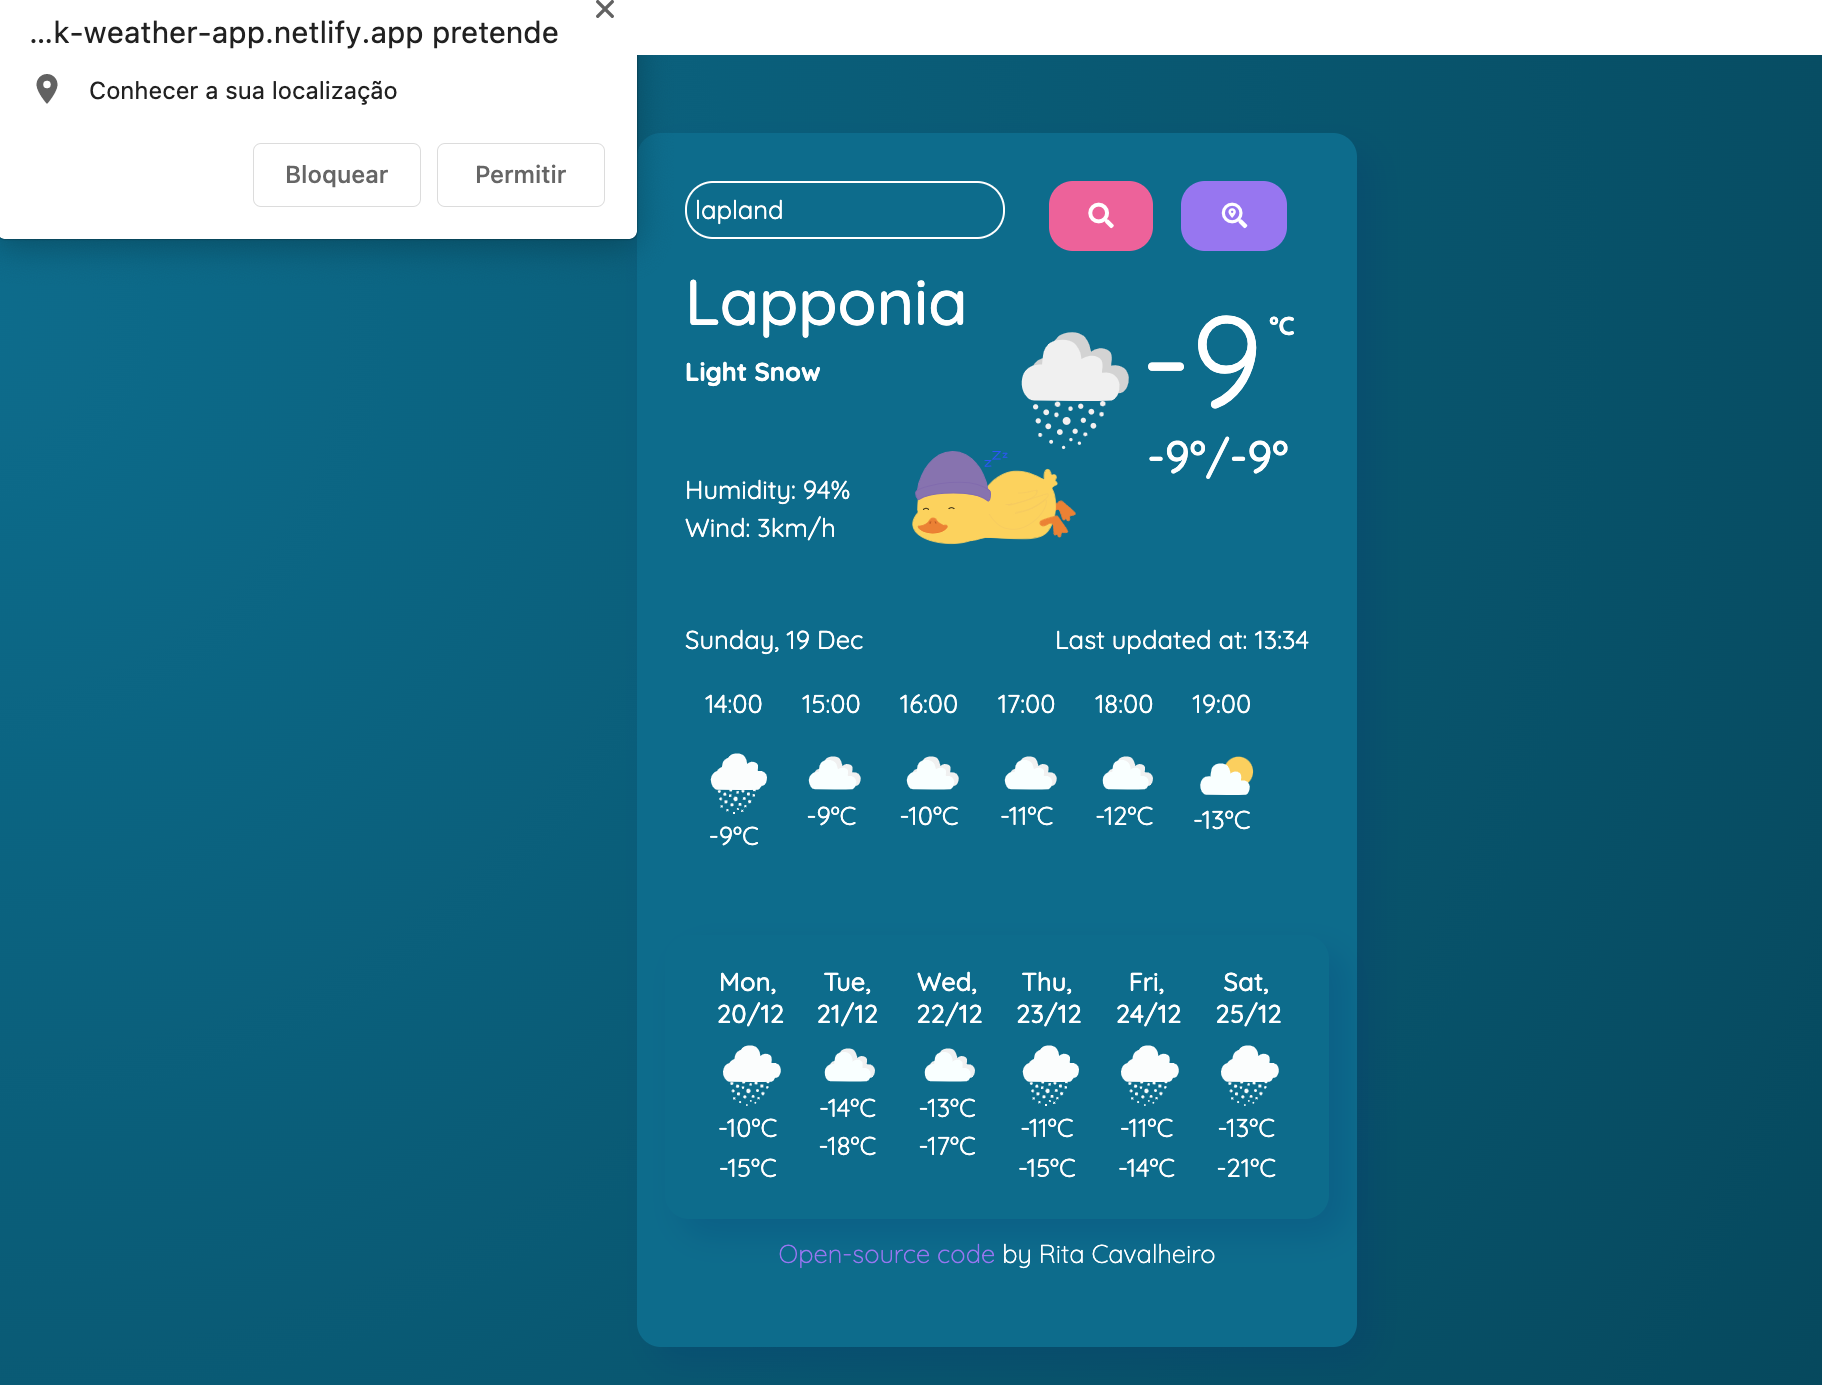 ...k-weather-app.netlify.app pretende
Conhecer a sua localização
Bloquear Permitir
lapland
Lapponia
Light Snow
-9 °C
-9°/-9°
Humidity: 94%
Wind: 3km/h
Sunday, 19 Dec Last updated at: 13:34
14:00 15:00 16:00 17:00 18:00 19:00
-9°C -9°C -10°C -11°C -12°C -13°C
Mon, Tue, Wed, Thu, Fri, Sat,
20/12 21/12 22/12 23/12 24/12 25/12
-10°C -14°C -13°C -11°C -11°C -13°C
-15°C -18°C -17°C -15°C -14°C -21°C
Open-source code by Rita Cavalheiro